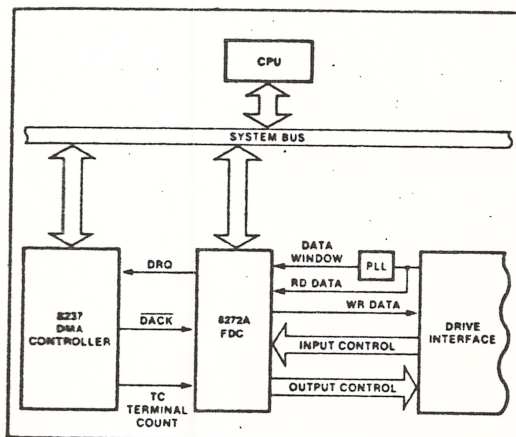 CPU
SYSTEM BUS
8237
DMA
CONTROLLER
DRQ
DACK
TC
TERMINAL
COUNT
8272A
FDC
DATA
WINDOW
PLL
RD DATA
WR DATA
INPUT CONTROL
OUTPUT CONTROL
DRIVE
INTERFACE